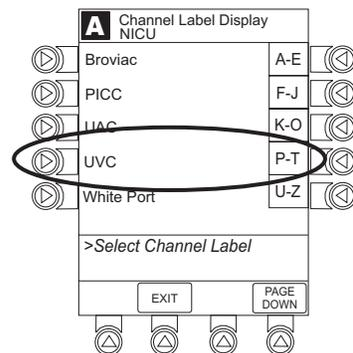 A Channel Label Display
NICU
Broviac A-E
PICC F-J
UAC K-O
UVC P-T
White Port U-Z
>Select Channel Label
EXIT PAGE DOWN